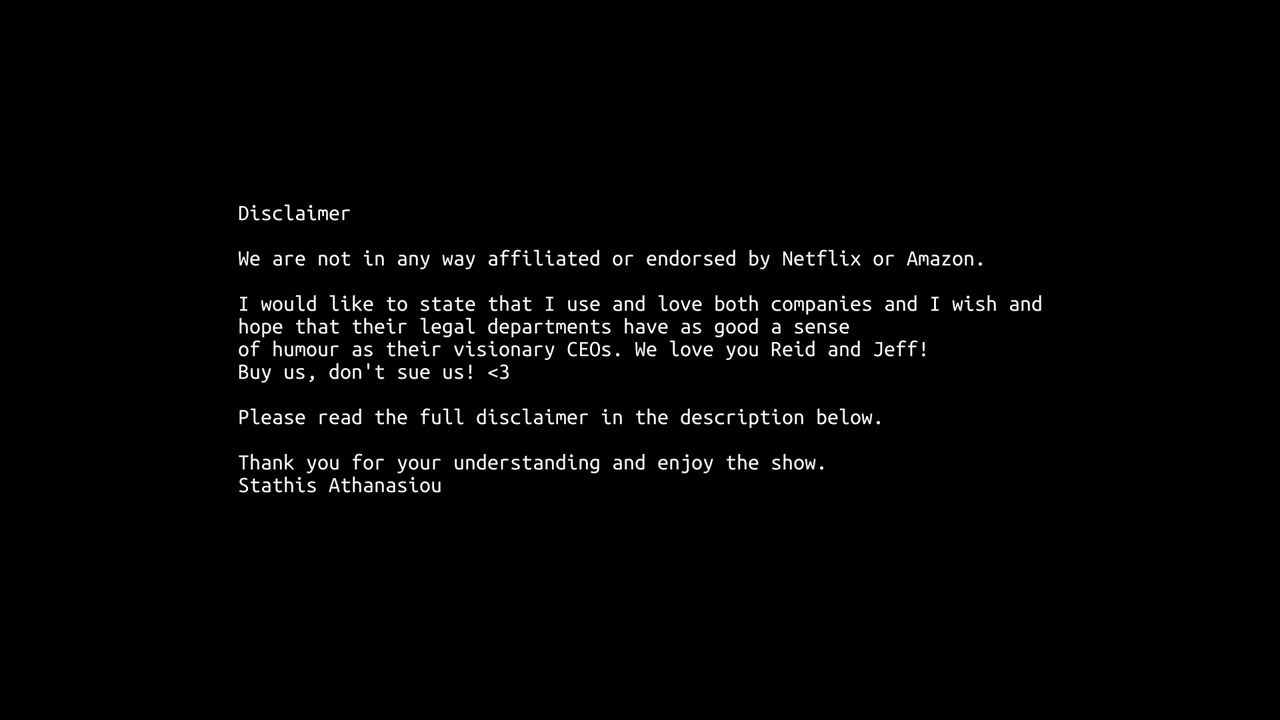 Disclaimer
We are not in any way affiliated or endorsed by Netflix or Amazon.
I would like to state that I use and love both companies and I wish and
hope that their legal departments have as good a sense
of humour as their visionary CEOs. We love you Reid and Jeff!
Buy us, don't sue us! <3
Please read the full disclaimer in the description below.
Thank you for your understanding and enjoy the show.
Stathis Athanasiou